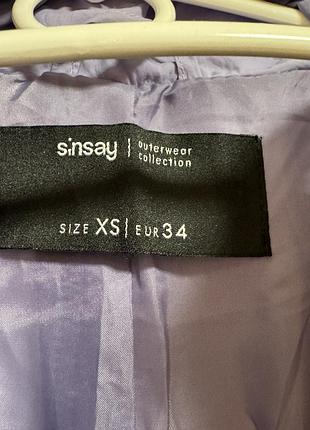 sinsay | outerwear
collection
SIZE XS | EUR 34